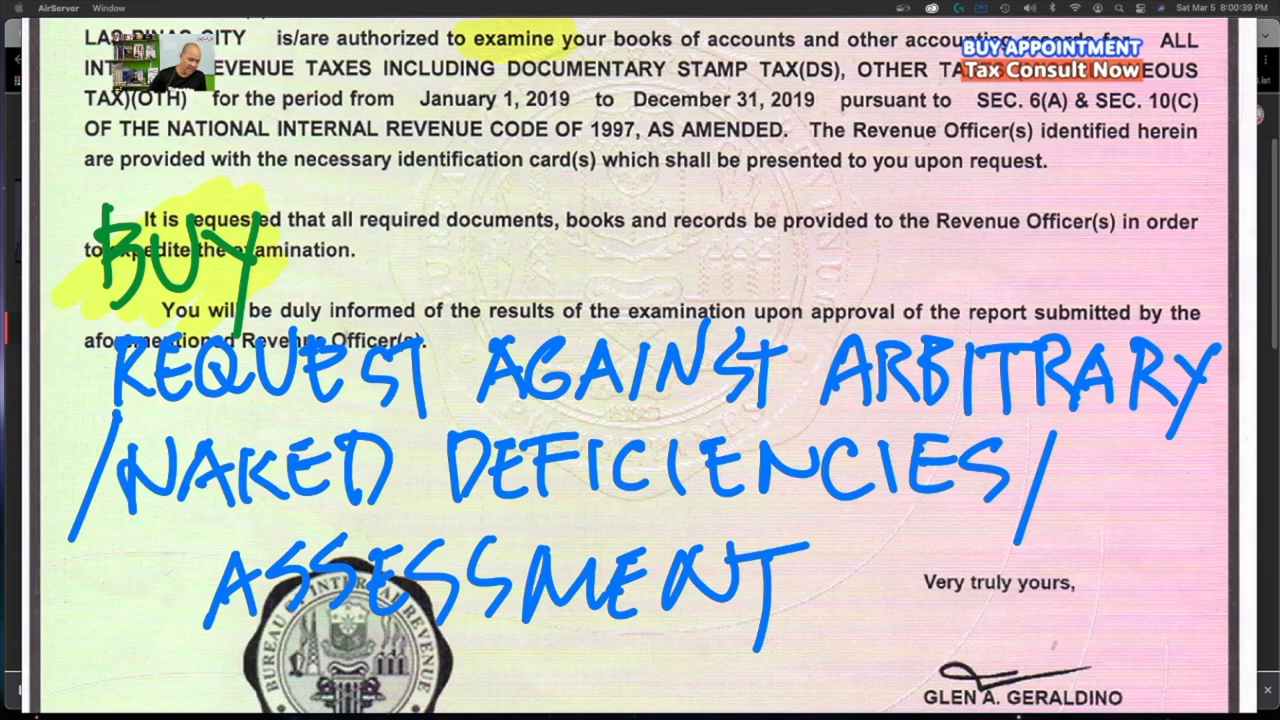 AirServer Window Sat Mar 5 8:00:39 PM
CITY is/are authorized to examine your books of accounts and other accounting records for ALL
BUY APPOINTMENT
REVENUE TAXES INCLUDING DOCUMENTARY STAMP TAX(DS), OTHER
Tax Consult Now
TAX)(OTH) for the period from January 1, 2019 to December 31, 2019 pursuant to SEC. 6(A) & SEC. 10(C)
OF THE NATIONAL INTERNAL REVENUE CODE OF 1997, AS AMENDED. The Revenue Officer(s) identified herein
are provided with the necessary identification card(s) which shall be presented to you upon request.
It is requested that all required documents, books and records be provided to the Revenue Officer(s) in order
to expedite the examination.
BUY
You will be duly informed of the results of the examination upon approval of the report submitted by the
aforementioned Revenue Officer(s).
REQUEST AGAINST ARBITRARY
/NAKED DEFICIENCIES/
ASSESSMENT
Very truly yours,
BUREAU OF INTERNAL REVENUE
GLEN A. GERALDINO